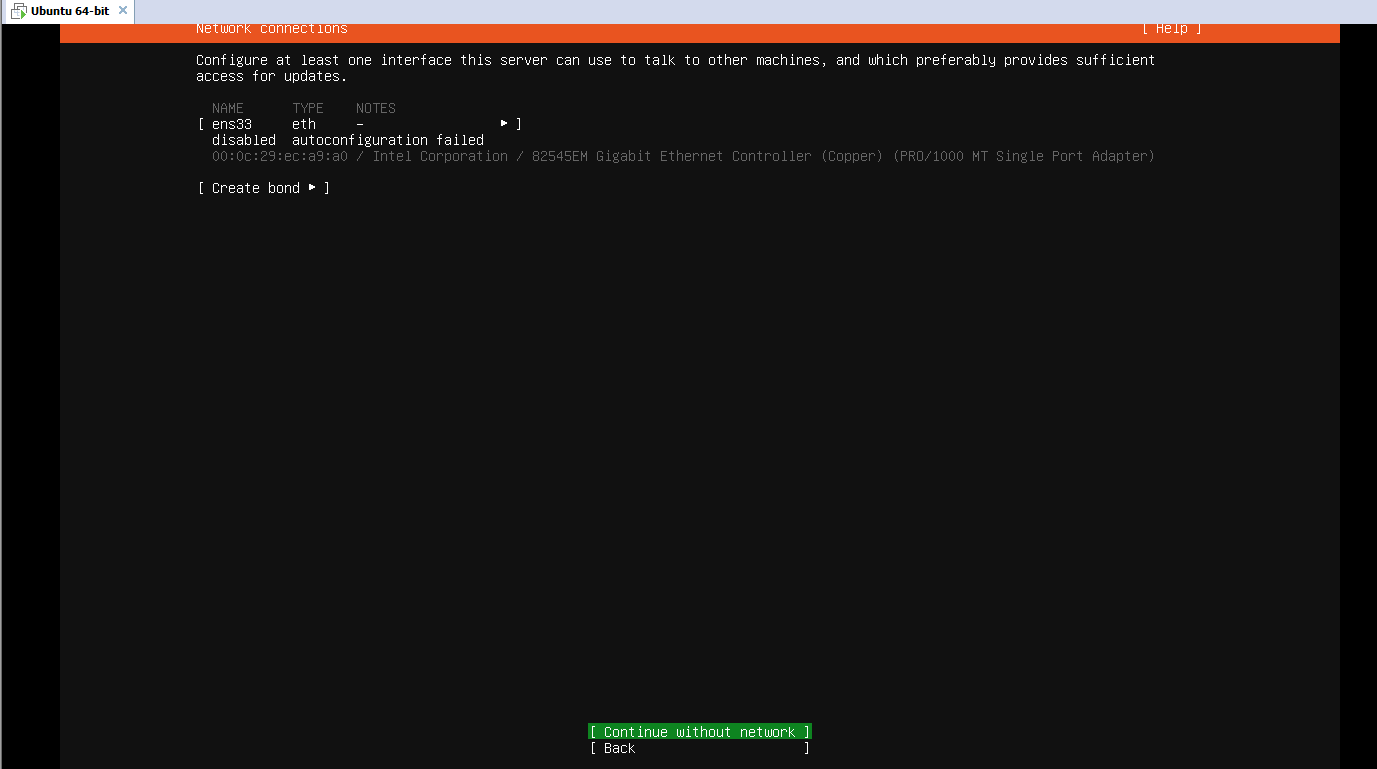 Ubuntu 64-bit ×
Network connections [ Help ]
Configure at least one interface this server can use to talk to other machines, and which preferably provides sufficient
access for updates.
NAME TYPE NOTES
[ ens33 eth – ▸ ]
disabled autoconfiguration failed
00:0c:29:ec:a9:a0 / Intel Corporation / 82545EM Gigabit Ethernet Controller (Copper) (PRO/1000 MT Single Port Adapter)
[ Create bond ▸ ]
[ Continue without network ]
[ Back ]